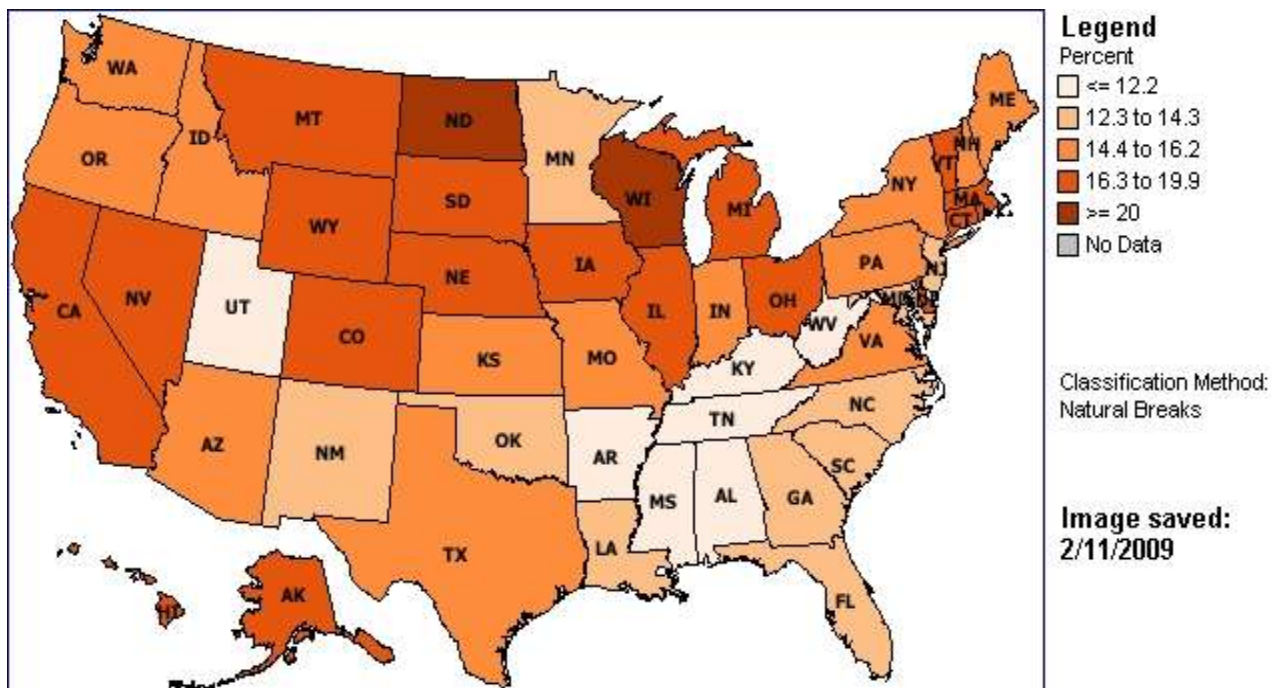 WA
MT
ND
ME
ID
OR
MN
VT
NH
NY
WI
SD
MI
MA
WY
CT
IA
PA
NE
NJ
NV
UT
IL
IN
OH
MD
DE
CA
CO
WV
VA
KS
MO
KY
NC
TN
AZ
NM
OK
AR
SC
MS
AL
GA
LA
TX
FL
AK
HI
Legend
Percent
<= 12.2
12.3 to 14.3
14.4 to 16.2
16.3 to 19.9
>= 20
No Data
Classification Method:
Natural Breaks
Image saved:
2/11/2009